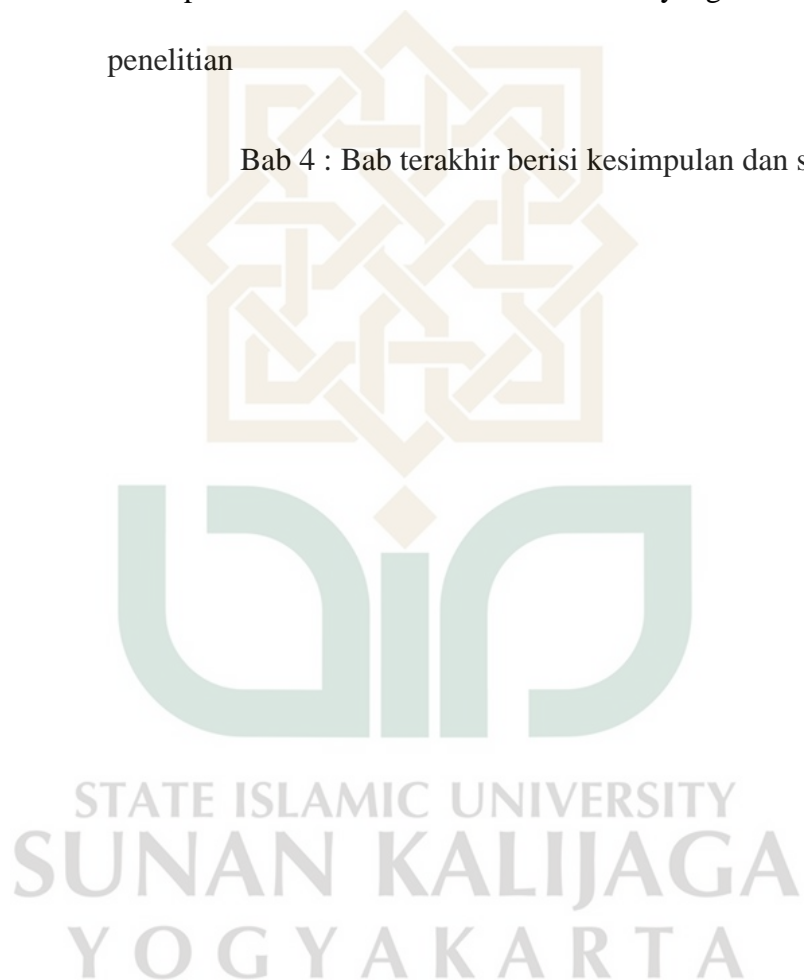 penelitian
Bab 4 : Bab terakhir berisi kesimpulan dan
STATE ISLAMIC UNIVERSITY
SUNAN KALIJAGA
YOGYAKARTA